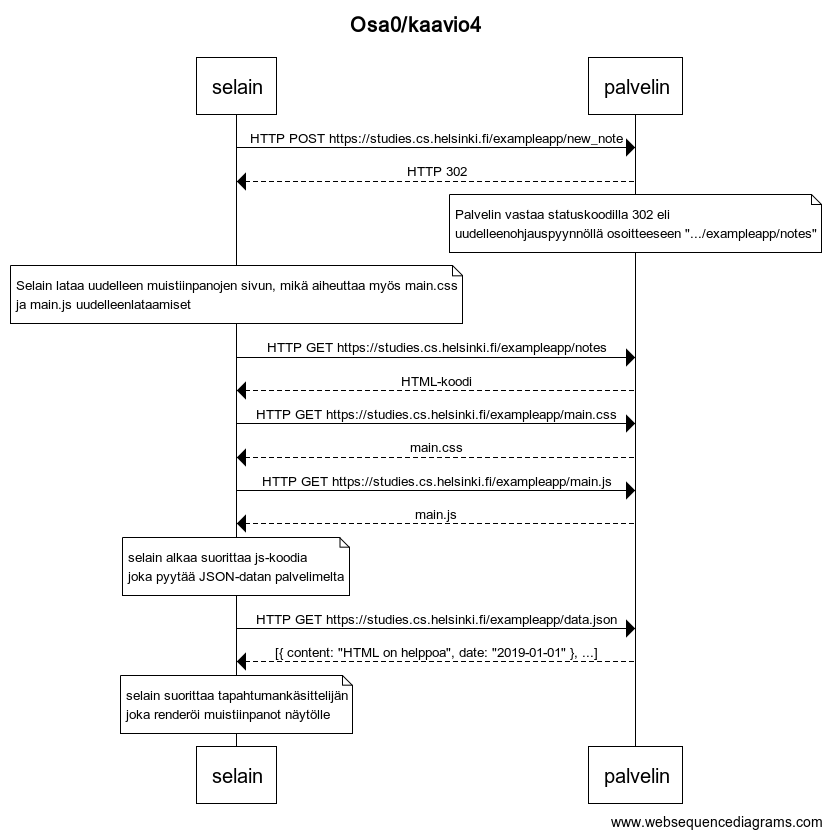 Osa0/kaavio4
selain
palvelin
HTTP POST https://studies.cs.helsinki.fi/exampleapp/new_note
HTTP 302
Palvelin vastaa statuskoodilla 302 eli
uudelleenohjauspyynnöllä osoitteeseen ".../exampleapp/notes"
Selain lataa uudelleen muistiinpanojen sivun, mikä aiheuttaa myös main.css
ja main.js uudelleenlataamiset
HTTP GET https://studies.cs.helsinki.fi/exampleapp/notes
HTML-koodi
HTTP GET https://studies.cs.helsinki.fi/exampleapp/main.css
main.css
HTTP GET https://studies.cs.helsinki.fi/exampleapp/main.js
main.js
selain alkaa suorittaa js-koodia
joka pyytää JSON-datan palvelimelta
HTTP GET https://studies.cs.helsinki.fi/exampleapp/data.json
[{ content: "HTML on helppoa", date: "2019-01-01" }, ...]
selain suorittaa tapahtumankäsittelijän
joka renderöi muistiinpanot näytölle
selain
palvelin
www.websequencediagrams.com